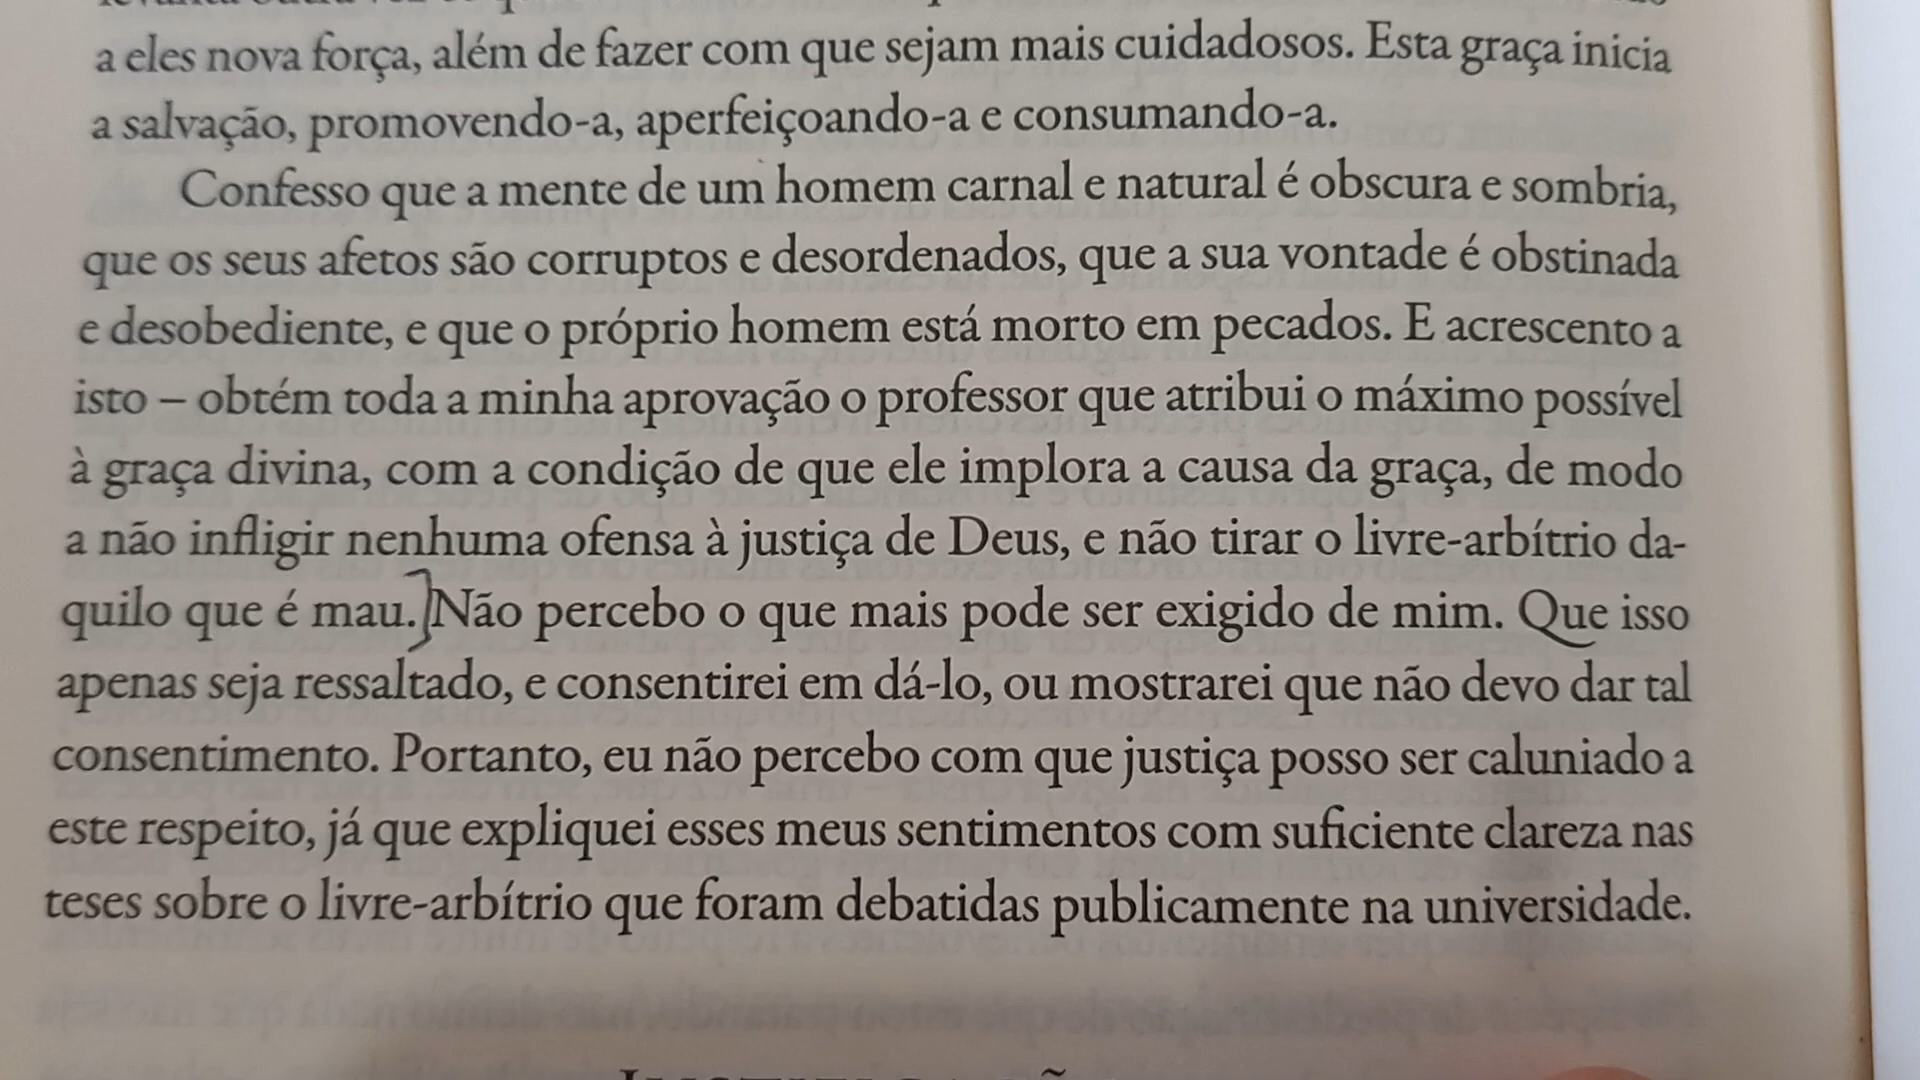 a eles nova força, além de fazer com que sejam mais cuidadosos. Esta graça inicia
a salvação, promovendo-a, aperfeiçoando-a e consumando-a.
Confesso que a mente de um homem carnal e natural é obscura e sombria,
que os seus afetos são corruptos e desordenados, que a sua vontade é obstinada
e desobediente, e que o próprio homem está morto em pecados. E acrescento a
isto – obtém toda a minha aprovação o professor que atribui o máximo possível
à graça divina, com a condição de que ele implora a causa da graça, de modo
a não infligir nenhuma ofensa à justiça de Deus, e não tirar o livre-arbítrio da-
quilo que é mau.] Não percebo o que mais pode ser exigido de mim. Que isso
apenas seja ressaltado, e consentirei em dá-lo, ou mostrarei que não devo dar tal
consentimento. Portanto, eu não percebo com que justiça posso ser caluniado a
este respeito, já que expliquei esses meus sentimentos com suficiente clareza nas
teses sobre o livre-arbítrio que foram debatidas publicamente na universidade.